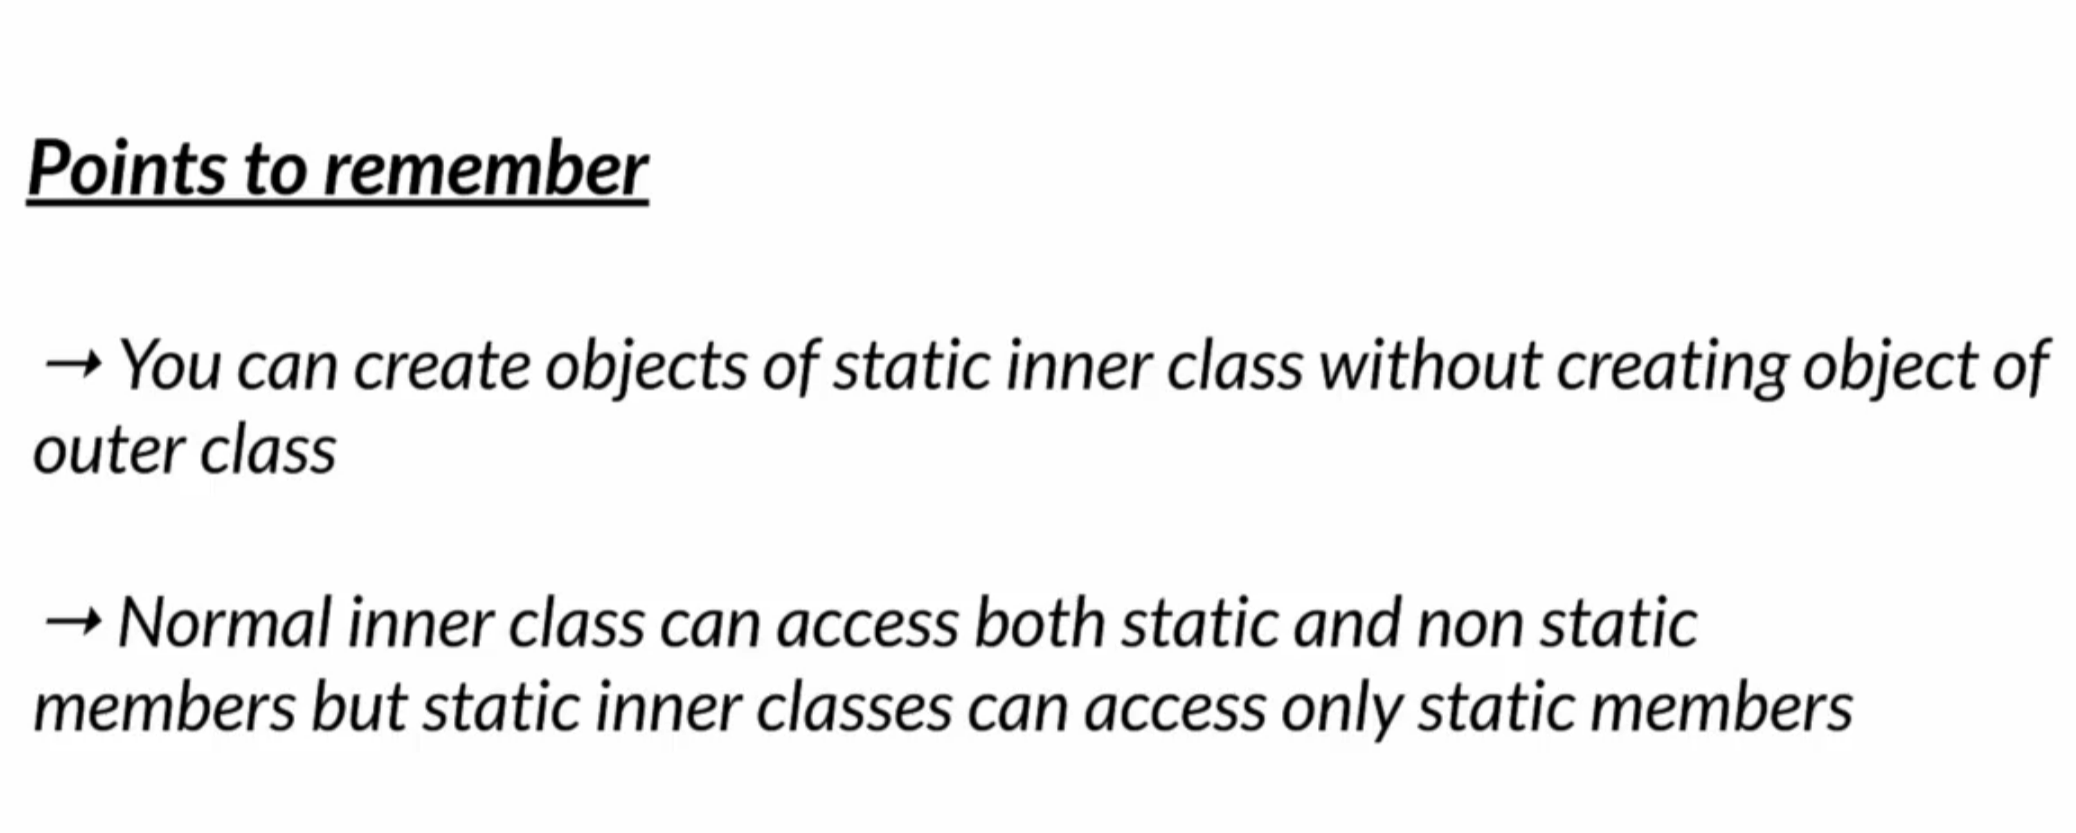 Points to remember
→ You can create objects of static inner class without creating object of
outer class
→ Normal inner class can access both static and non static
members but static inner classes can access only static members